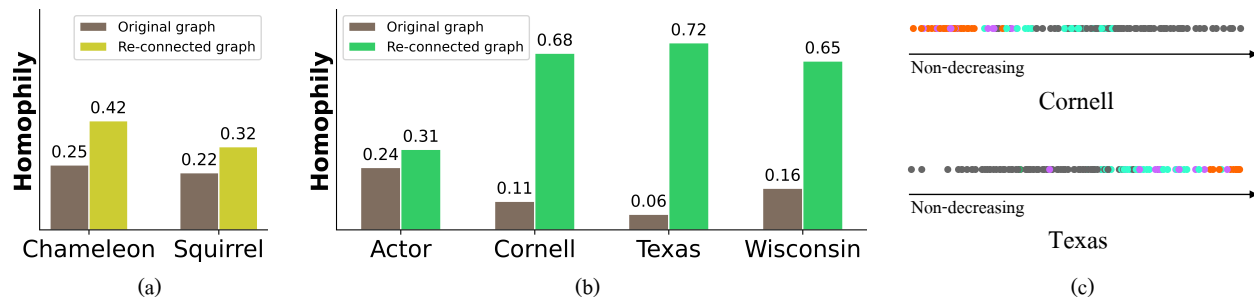 Homophily
Original graph
Re-connected graph
0.25
0.42
0.22
0.32
Chameleon
Squirrel
(a)
Homophily
Original graph
Re-connected graph
0.24
0.31
0.11
0.68
0.06
0.72
0.16
0.65
Actor
Cornell
Texas
Wisconsin
(b)
Non-decreasing
Cornell
Non-decreasing
Texas
(c)